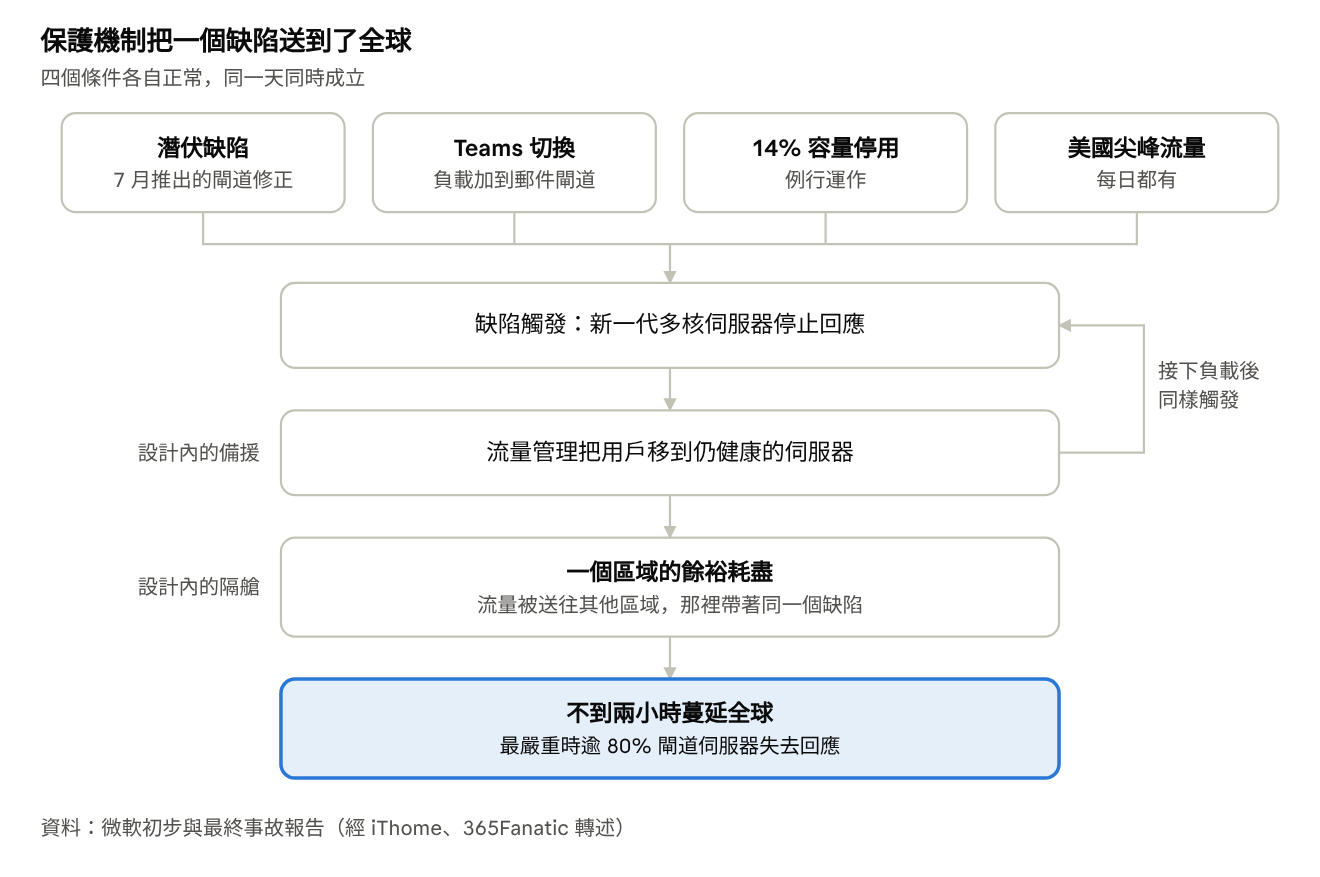 保護機制把一個缺陷送到了全球
四個條件各自正常，同一天同時成立
潛伏缺陷
7 月推出的閘道修正
Teams 切換
負載加到郵件閘道
14% 容量停用
例行運作
美國尖峰流量
每日都有
缺陷觸發：新一代多核伺服器停止回應
接下負載後
同樣觸發
設計內的備援
流量管理把用戶移到仍健康的伺服器
設計內的隔艙
一個區域的餘裕耗盡
流量被送往其他區域，那裡帶著同一個缺陷
不到兩小時蔓延全球
最嚴重時逾 80% 閘道伺服器失去回應
資料：微軟初步與最終事故報告（經 iThome、365Fanatic 轉述）